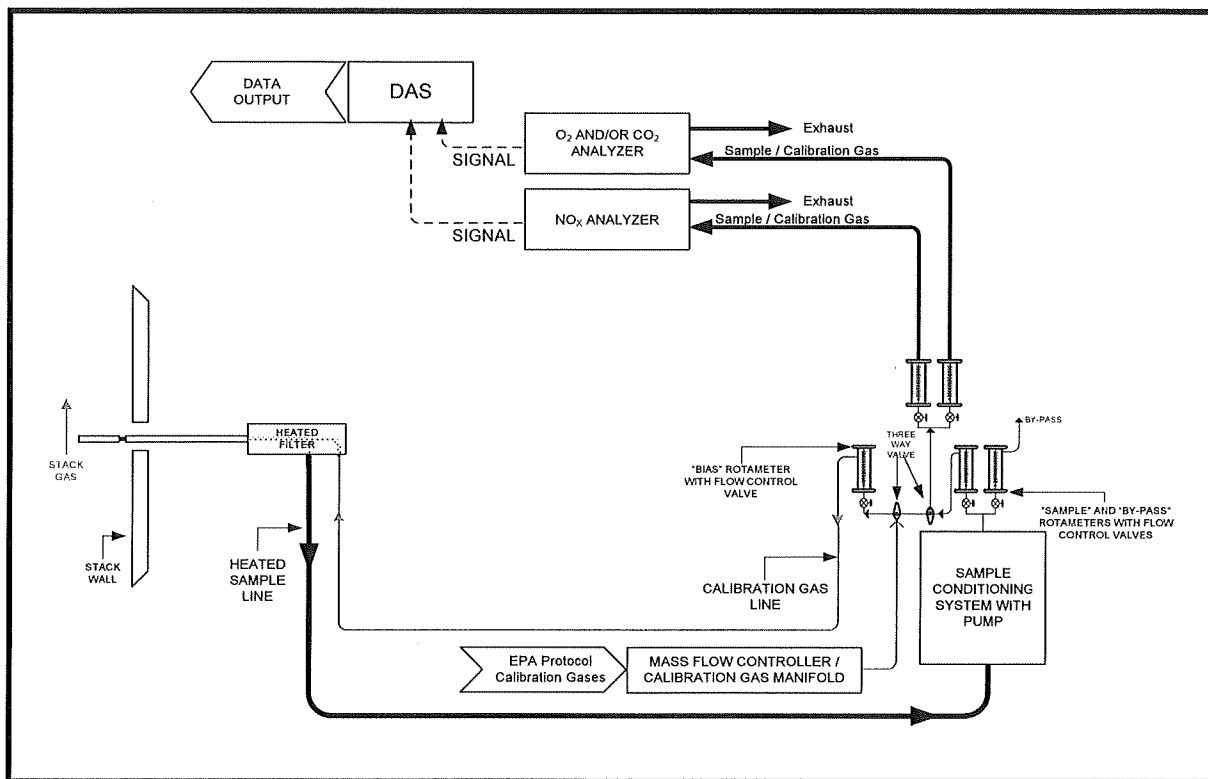 DATA
OUTPUT
DAS
O₂ AND/OR CO₂
ANALYZER
Exhaust
Sample / Calibration Gas
SIGNAL
NOX ANALYZER
Exhaust
Sample / Calibration Gas
SIGNAL
STACK
GAS
HEATED
FILTER
THREE
WAY
VALVE
BY-PASS
"BIAS" ROTAMETER
WITH FLOW CONTROL
VALVE
"SAMPLE" AND "BY-PASS"
ROTAMETERS WITH FLOW
CONTROL VALVES
STACK
WALL
HEATED
SAMPLE
LINE
CALIBRATION GAS
LINE
SAMPLE
CONDITIONING
SYSTEM WITH
PUMP
EPA Protocol
Calibration Gases
MASS FLOW CONTROLLER /
CALIBRATION GAS MANIFOLD